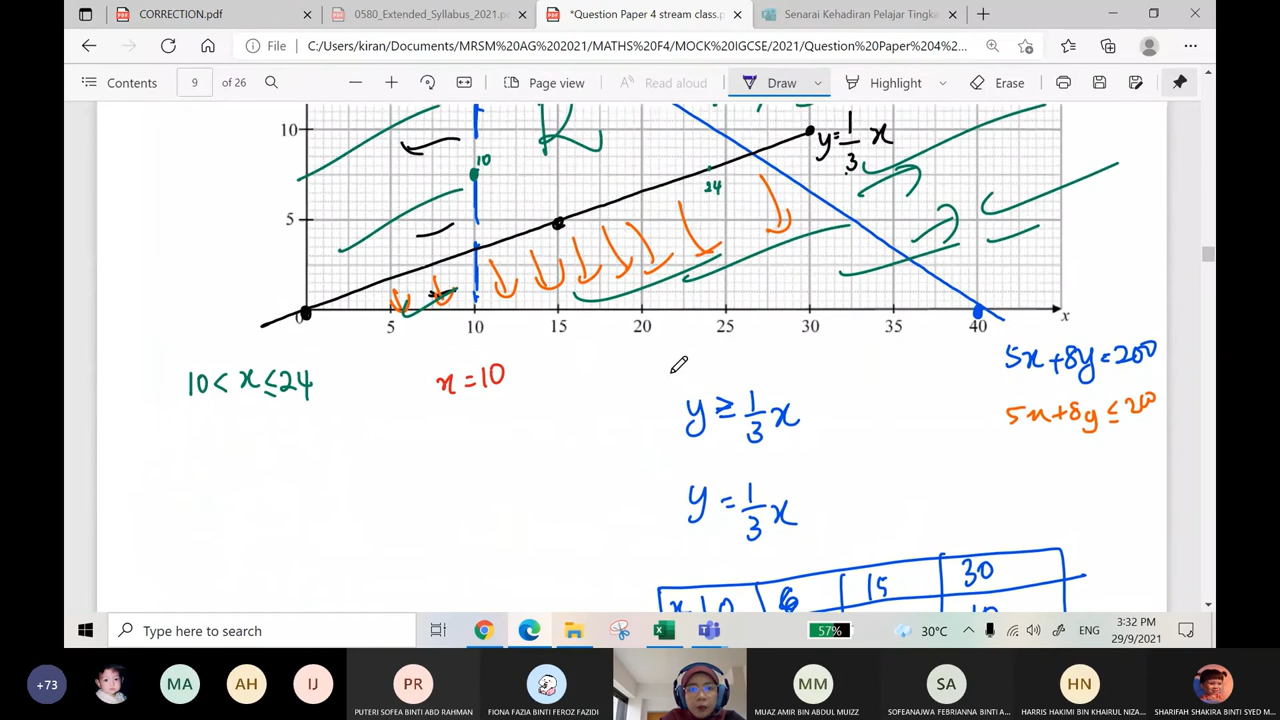 CORRECTION.pdf
0580_Extended_Syllabus_2021.pdf
*Question Paper 4 stream class.p
Senarai Kehadiran Pelajar Tingka
File
C:/Users/kiran/Documents/MRSM%20AG%202021/MATHS%20F4/MOCK%20IGCSE/2021/Question%20Paper%204%2...
Contents
9
of 26
Page view
Read aloud
Draw
Highlight
Erase
10
R
y=1/3 x
10
24
5
0
5
10
15
20
25
30
35
40
x
10 < x ≤ 24
x = 10
5x + 8y = 200
y ≥ 1/3 x
5x + 8y ≤ 200
y = 1/3 x
x
0
6
15
30
10
Type here to search
57%
30°C
ENG
3:32 PM
29/9/2021
+73
MA
AH
IJ
PR
PUTERI SOFEA BINTI ABD RAHMAN
FIONA FAZIA BINTI FEROZ FAZIDI
MM
MUAZ AMIR BIN ABDUL MUIZZ
SA
SOFEANAJWA FEBRIANNA BINTI A...
HN
HARRIS HAKIMI BIN KHAIRUL NIZA...
SHARIFAH SHAKIRA BINTI SYED M...